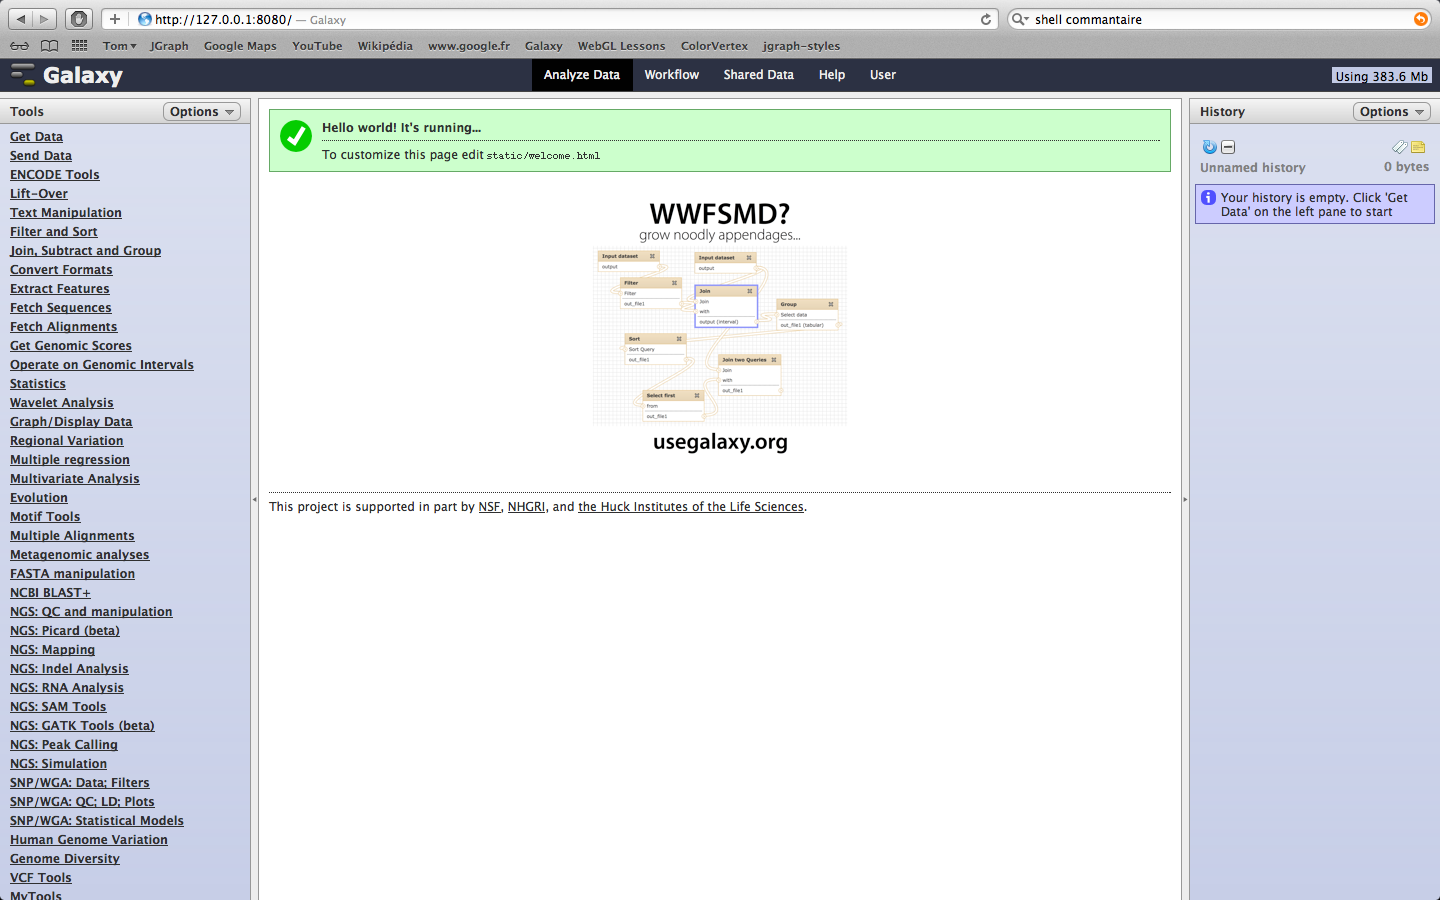 http://127.0.0.1:8080/ — Galaxy
shell commantaire
Tom JGraph Google Maps YouTube Wikipédia www.google.fr Galaxy WebGL Lessons ColorVertex jgraph-styles
Galaxy
Analyze Data Workflow Shared Data Help User
Using 383.6 Mb
Tools Options
Get Data
Send Data
ENCODE Tools
Lift-Over
Text Manipulation
Filter and Sort
Join, Subtract and Group
Convert Formats
Extract Features
Fetch Sequences
Fetch Alignments
Get Genomic Scores
Operate on Genomic Intervals
Statistics
Wavelet Analysis
Graph/Display Data
Regional Variation
Multiple regression
Multivariate Analysis
Evolution
Motif Tools
Multiple Alignments
Metagenomic analyses
FASTA manipulation
NCBI BLAST+
NGS: QC and manipulation
NGS: Picard (beta)
NGS: Mapping
NGS: Indel Analysis
NGS: RNA Analysis
NGS: SAM Tools
NGS: GATK Tools (beta)
NGS: Peak Calling
NGS: Simulation
SNP/WGA: Data; Filters
SNP/WGA: QC; LD; Plots
SNP/WGA: Statistical Models
Human Genome Variation
Genome Diversity
VCF Tools
MyTools
Hello world! It's running...
To customize this page edit static/welcome.html
WWFSMD?
grow noodly appendages...
Input dataset
output
Input dataset
output
Filter
Filter
out_file1
Join
Join
with
output (interval)
Group
Select data
out_file1 (tabular)
Sort
Sort Query
out_file1
Join two Queries
Join
with
out_file1
Select first
from
out_file1
usegalaxy.org
This project is supported in part by NSF, NHGRI, and the Huck Institutes of the Life Sciences.
History Options
Unnamed history 0 bytes
Your history is empty. Click 'Get
Data' on the left pane to start